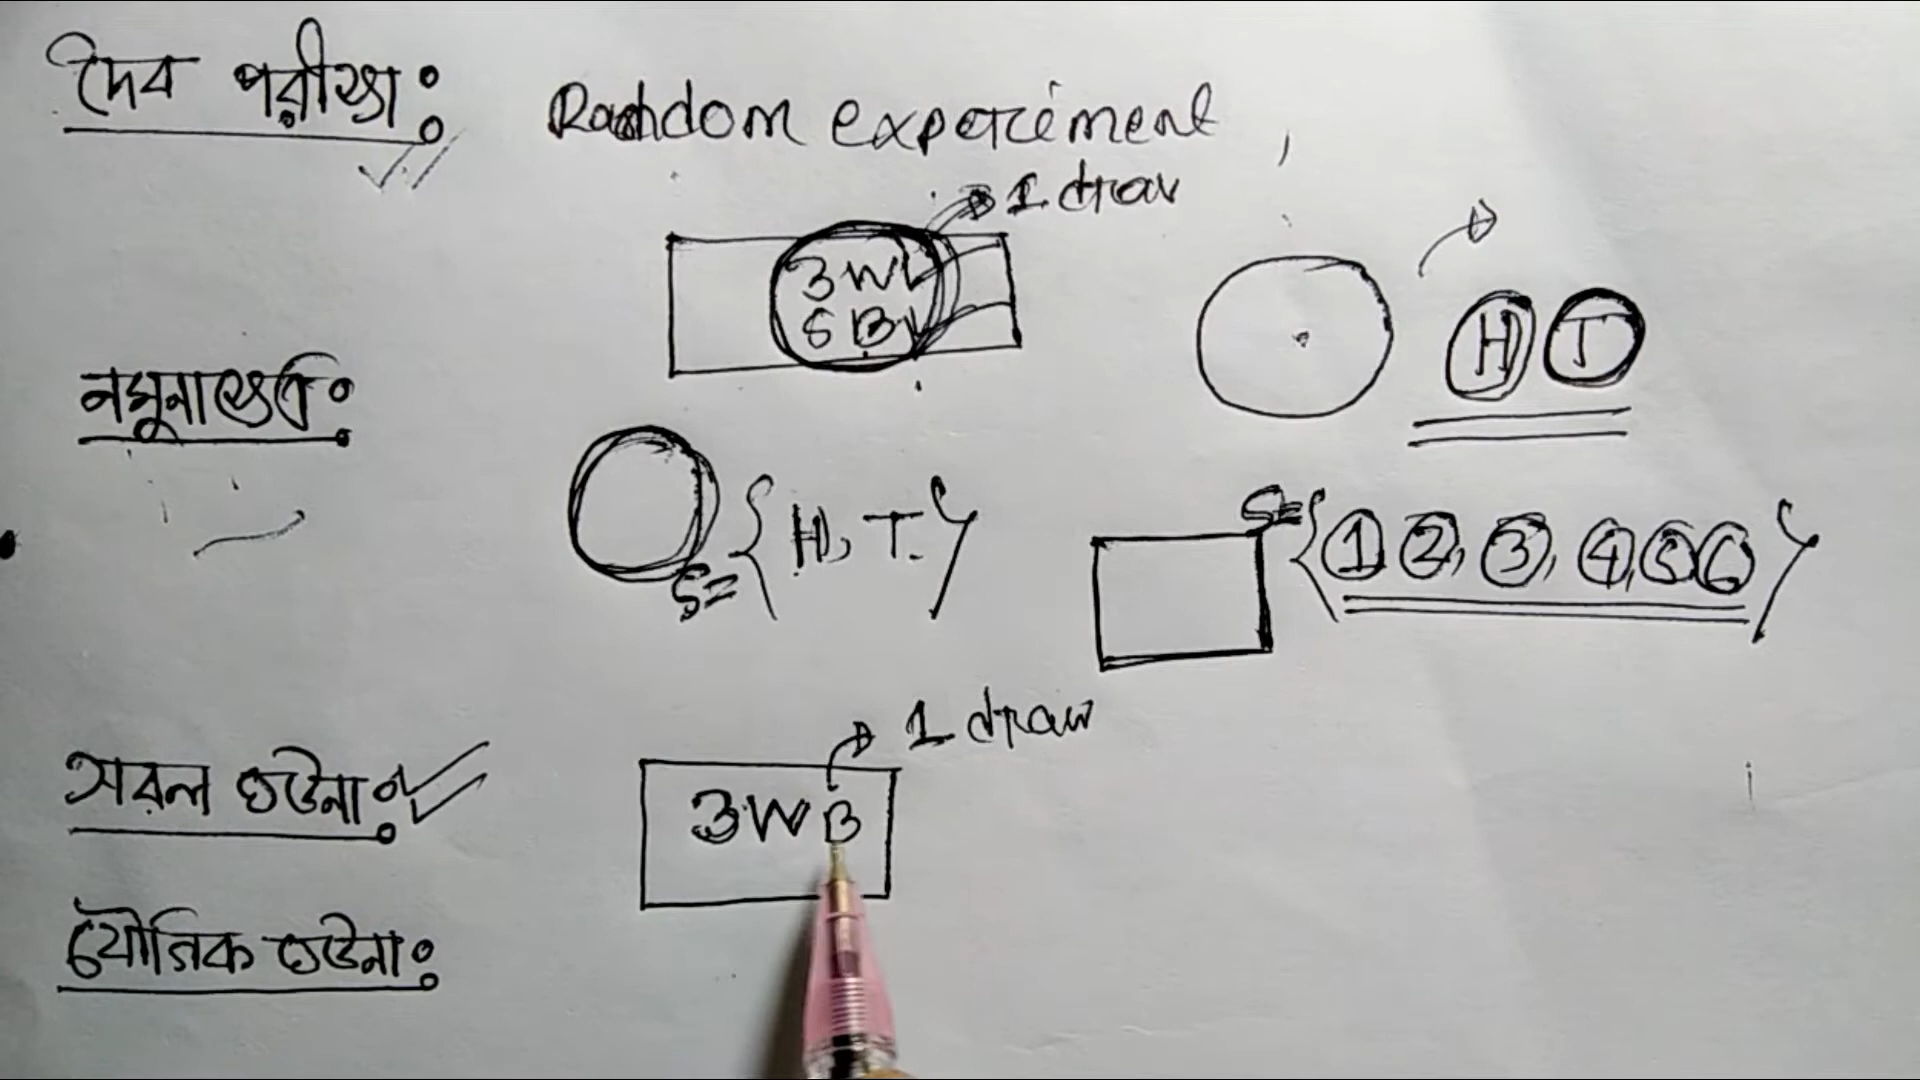 দৈব পরীক্ষা:
Random experiment,
1 draw
3W
5B
H T
নমুনাক্ষেত্র:
S= {H, T}
S= {1 2, 3, 4, 5 6}
সরল ঘটনা:
1 draw
3W B
যৌগিক ঘটনা: